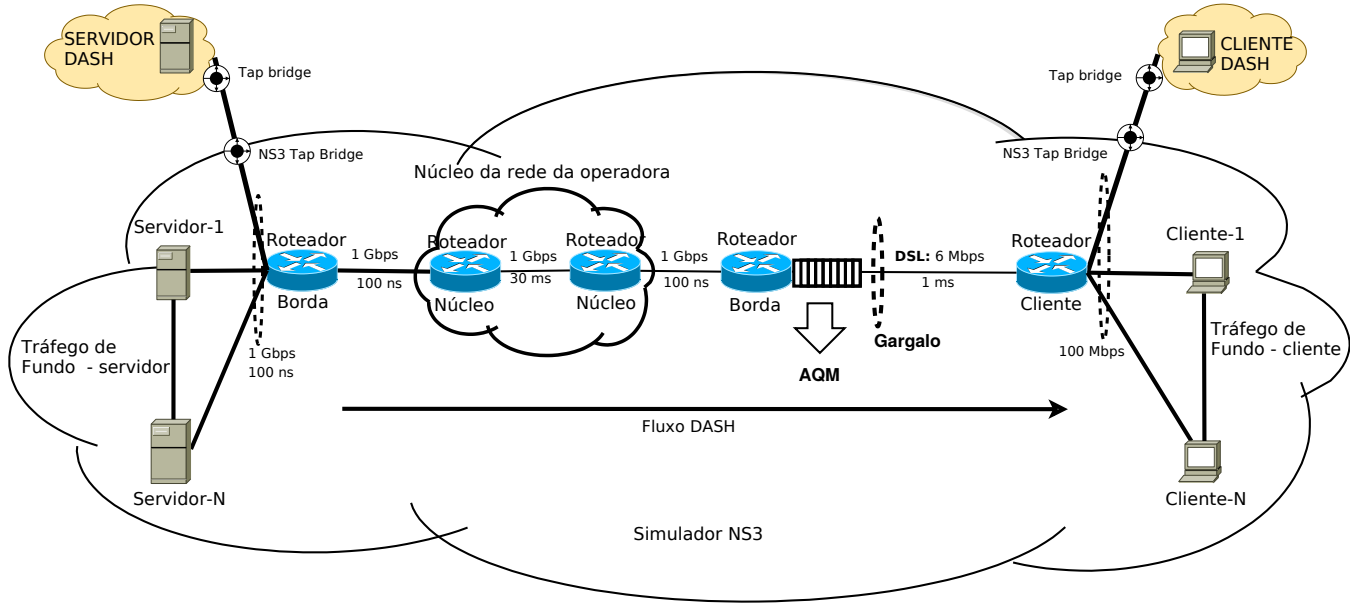 SERVIDOR
DASH
Tap bridge
NS3 Tap Bridge
CLIENTE
DASH
Tap bridge
NS3 Tap Bridge
Núcleo da rede da operadora
Servidor-1
Roteador
Borda
1 Gbps
100 ns
Roteador
Núcleo
1 Gbps
30 ms
Roteador
Núcleo
1 Gbps
100 ns
Roteador
Borda
DSL: 6 Mbps
1 ms
Roteador
Cliente
Cliente-1
Gargalo
AQM
1 Gbps
100 ns
100 Mbps
Tráfego de
Fundo - servidor
Tráfego de
Fundo - cliente
Fluxo DASH
Servidor-N
Cliente-N
Simulador NS3